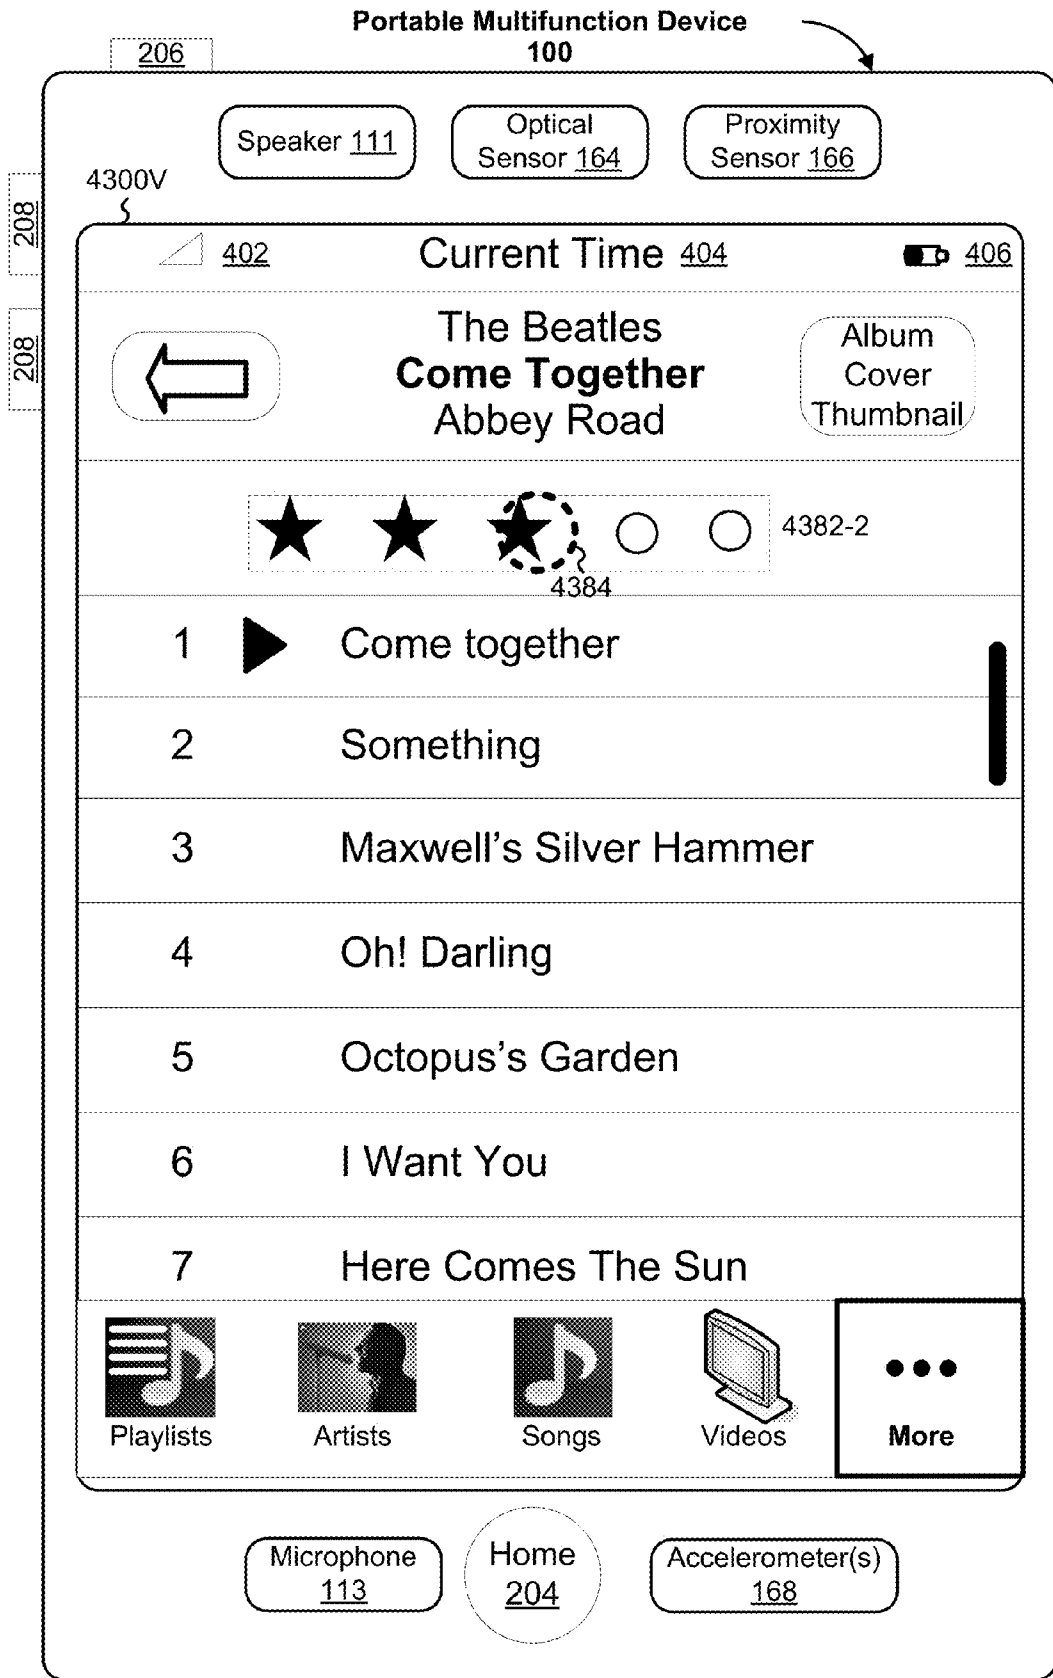 Portable Multifunction Device
100
206
Speaker 111
Optical
Sensor 164
Proximity
Sensor 166
4300V
208
208
402
Current Time 404
406
The Beatles
Come Together
Abbey Road
Album
Cover
Thumbnail
4382-2
4384
1 Come together
2 Something
3 Maxwell's Silver Hammer
4 Oh! Darling
5 Octopus's Garden
6 I Want You
7 Here Comes The Sun
Playlists
Artists
Songs
Videos
More
Microphone
113
Home
204
Accelerometer(s)
168